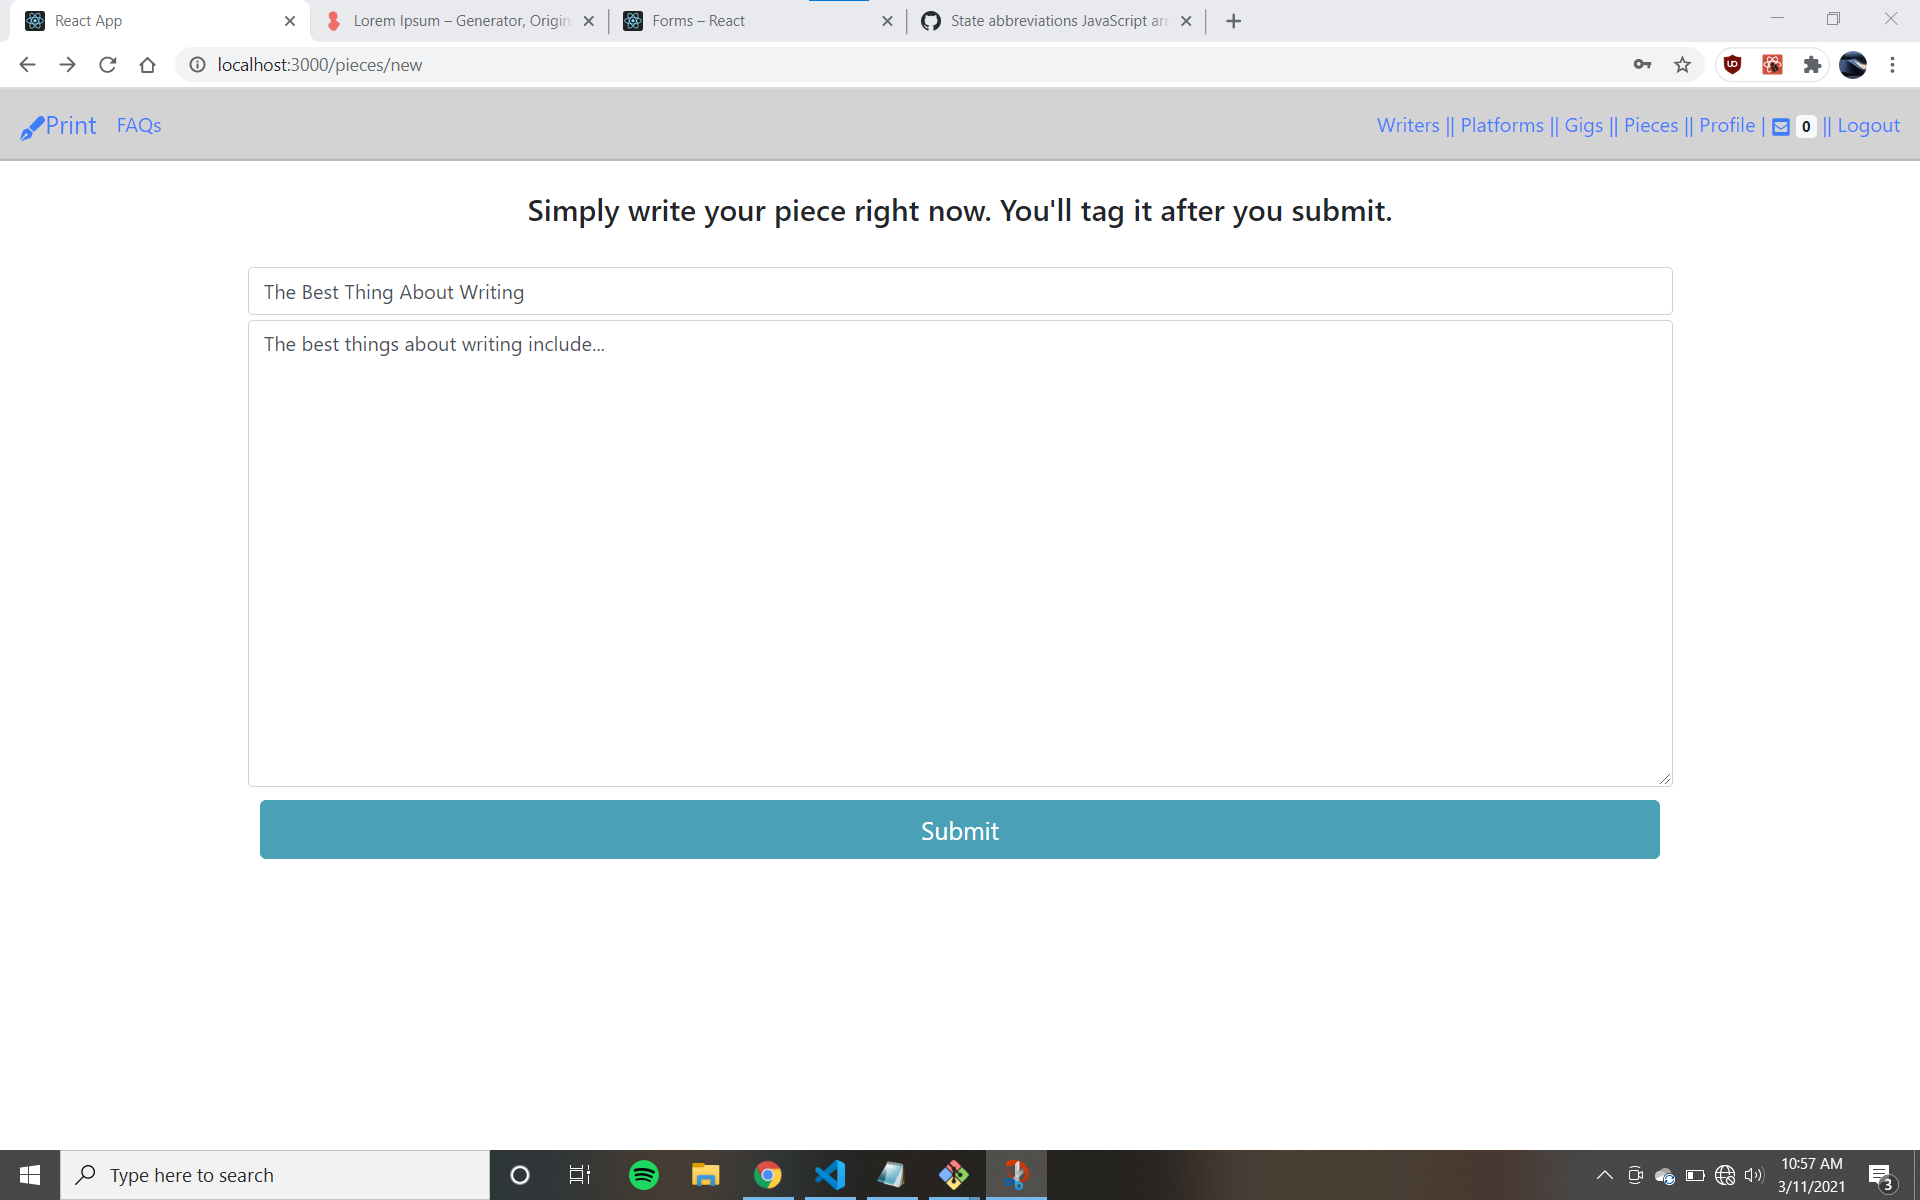 React App
Lorem Ipsum – Generator, Origin
Forms – React
State abbreviations JavaScript arr
localhost:3000/pieces/new
Print FAQs
Writers || Platforms || Gigs || Pieces || Profile | 0 || Logout
Simply write your piece right now. You'll tag it after you submit.
The Best Thing About Writing
The best things about writing include...
Submit
Type here to search
10:57 AM
3/11/2021
3